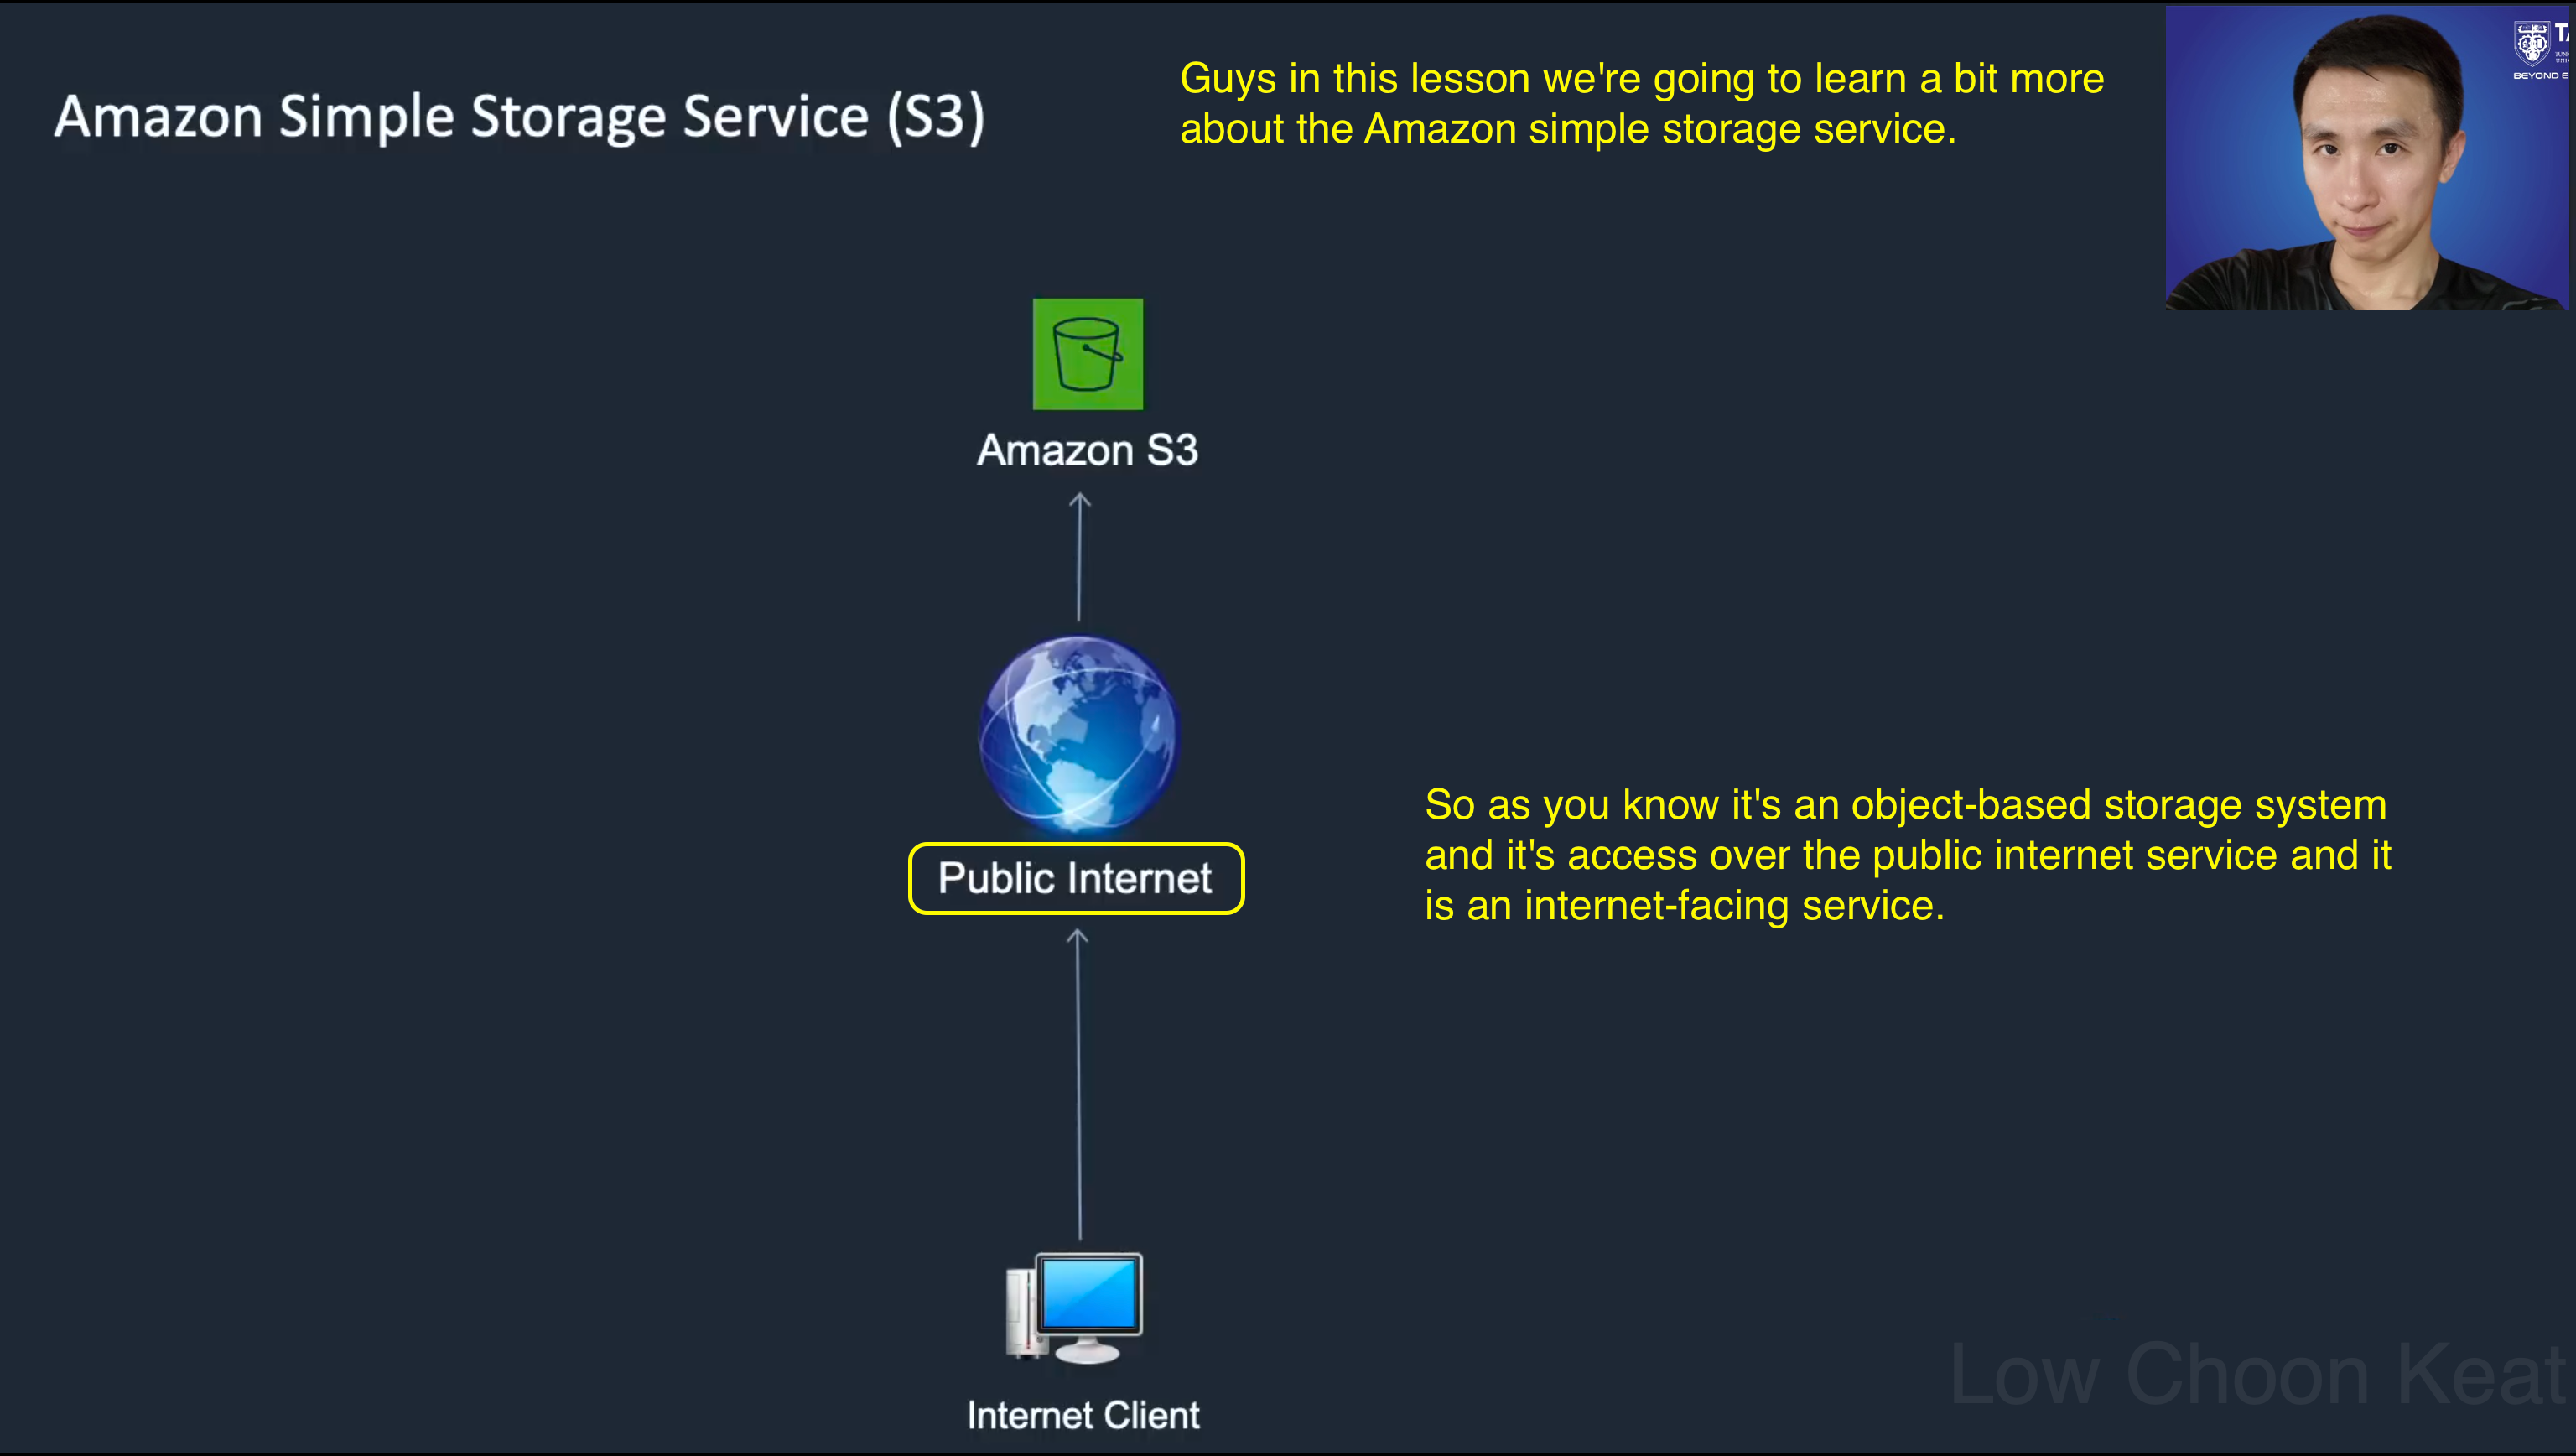 Amazon Simple Storage Service (S3)
Guys in this lesson we're going to learn a bit more
about the Amazon simple storage service.
BEYOND E
Amazon S3
Public Internet
So as you know it's an object-based storage system
and it's access over the public internet service and it
is an internet-facing service.
Internet Client
Low Choon Keat